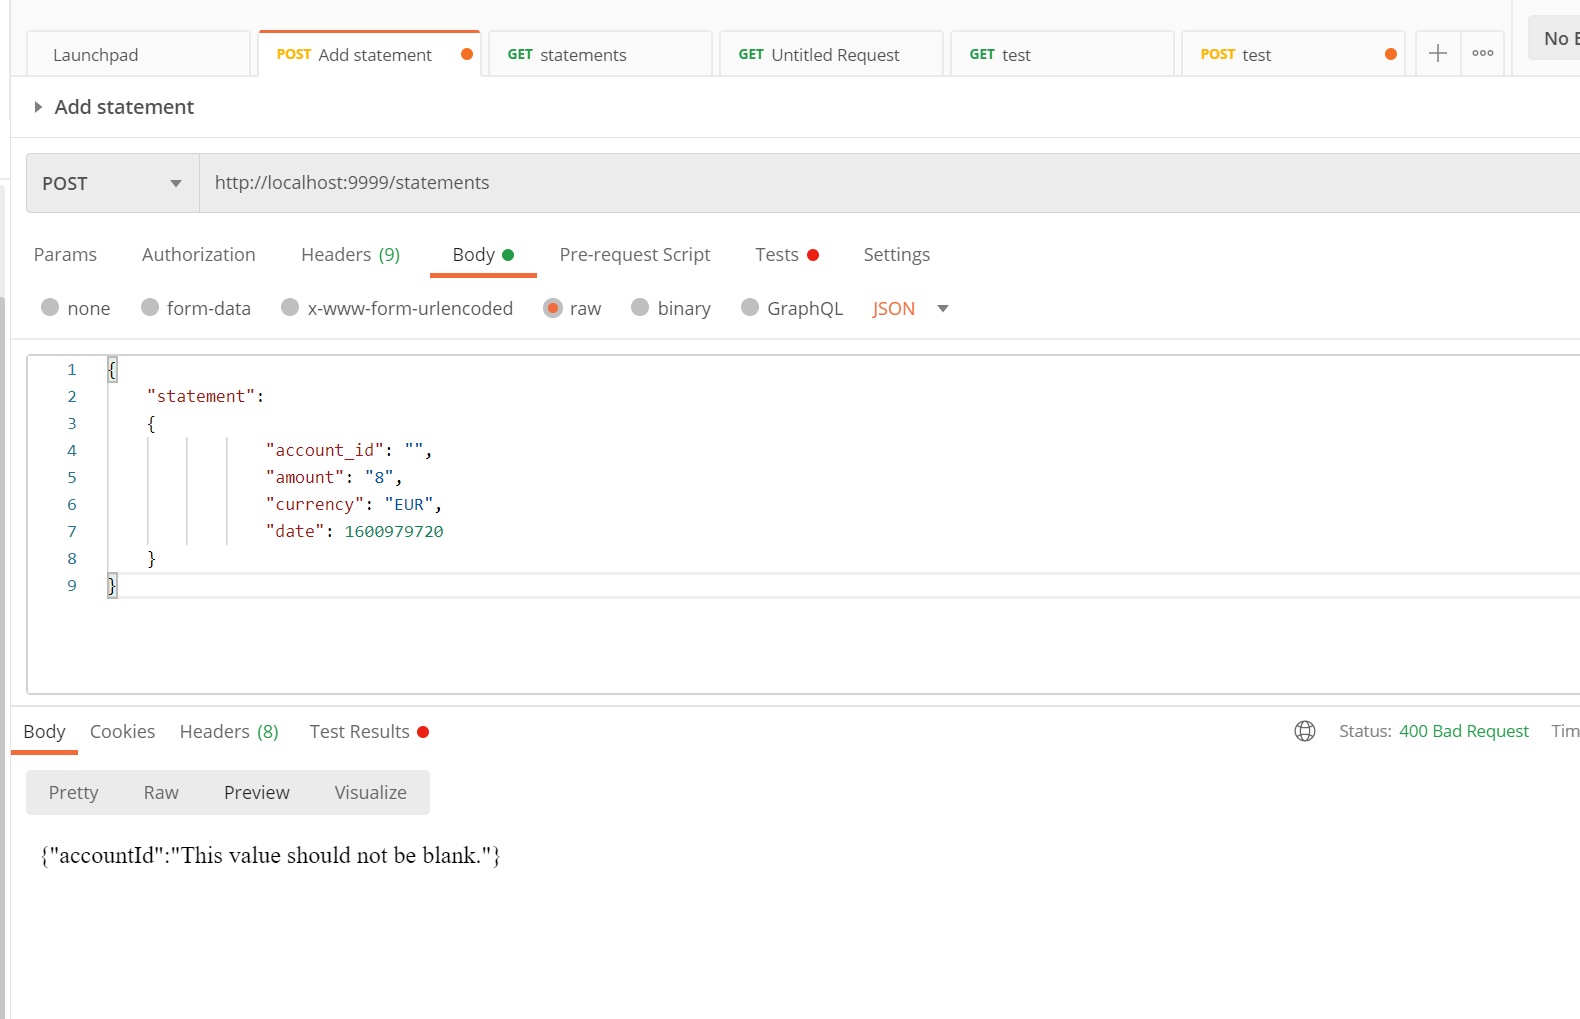 Launchpad POST Add statement GET statements GET Untitled Request GET test POST test + ooo No
Add statement
POST http://localhost:9999/statements
Params Authorization Headers (9) Body Pre-request Script Tests Settings
none form-data x-www-form-urlencoded raw binary GraphQL JSON
1 {
2 "statement":
3 {
4 "account_id": "",
5 "amount": "8",
6 "currency": "EUR",
7 "date": 1600979720
8 }
9 }
Body Cookies Headers (8) Test Results Status: 400 Bad Request
Pretty Raw Preview Visualize
{"accountId":"This value should not be blank."}